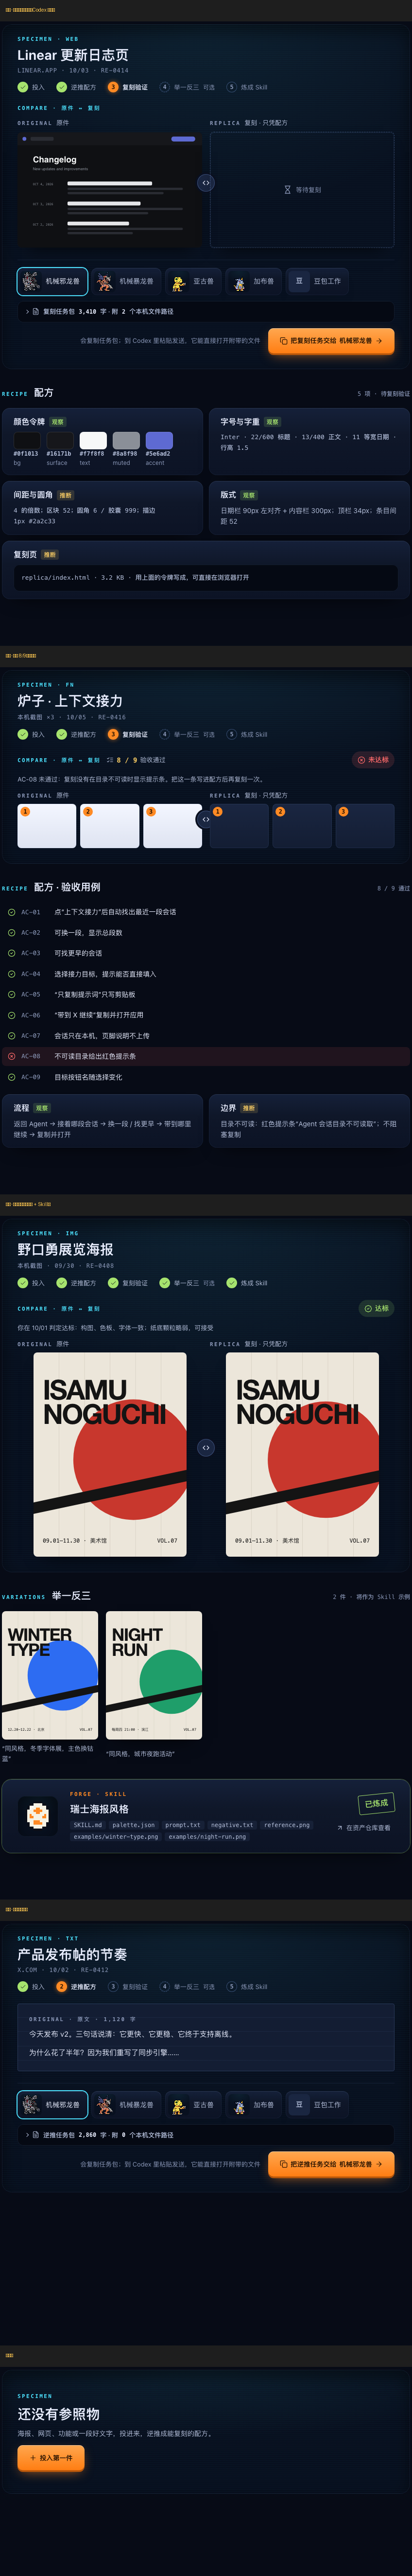 SPECIMEN · WEB
Linear 更新日志页
LINEAR.APP · 10/03 · RE-0414
投入 逆推配方 3 复刻验证 4 举一反三 可选 5 炼成 Skill
COMPARE · 原件 ↔ 复刻
ORIGINAL 原件 REPLICA 复刻 · 只凭配方
Changelog
New updates and improvements
等待复刻
机械邪龙兽 机械暴龙兽 亚古兽 加布兽 豆 豆包工作
复刻任务包 3,410 字 · 附 2 个本机文件路径
会复制任务包；到 Codex 里粘贴发送，它能直接打开附带的文件
把复刻任务交给 机械邪龙兽 →
RECIPE 配方 5 项 · 待复刻验证
颜色令牌 观察
#0f1013 #16171b #f7f8f8 #8a8f98 #5e6ad2
bg surface text muted accent
字号与字重 观察
Inter · 22/600 标题 · 13/400 正文 · 11 等宽日期 ·
行高 1.5
间距与圆角 推断
4 的倍数；区块 52；圆角 6 / 胶囊 999；描边
1px #2a2c33
版式 观察
日期栏 90px 左对齐 + 内容栏 300px；顶栏 34px；条目间
距 52
复刻页 推断
replica/index.html · 3.2 KB · 用上面的令牌写成，可直接在浏览器打开
SPECIMEN · FN
炉子 · 上下文接力
本机截图 ×3 · 10/05 · RE-0416
投入 逆推配方 3 复刻验证 4 举一反三 可选 5 炼成 Skill
COMPARE · 原件 ↔ 复刻 8 / 9 验收通过 未达标
AC-08 未通过：复刻没有在目录不可读时显示提示条。把这一条写进配方后再复刻一次。
ORIGINAL 原件 REPLICA 复刻 · 只凭配方
1 2 3 1 2 3
RECIPE 配方 · 验收用例 8 / 9 通过
AC-01 点“上下文接力”后自动找出最近一段会话
AC-02 可换一段，显示总段数
AC-03 可找更早的会话
AC-04 选择接力目标，提示能否直接填入
AC-05 “只复制提示词”只写剪贴板
AC-06 “带到 X 继续”复制并打开应用
AC-07 会话只在本机，页脚说明不上传
AC-08 不可读目录给出红色提示条
AC-09 目标按钮名随选择变化
流程 观察
返回 Agent → 接着哪段会话 → 换一段 / 找更早 → 带到哪里
继续 → 复制并打开
边界 推断
目录不可读：红色提示条“Agent 会话目录不可读取”；不阻
塞复制
SPECIMEN · IMG
野口勇展览海报
本机截图 · 09/30 · RE-0408
投入 逆推配方 复刻验证 举一反三 可选 炼成 Skill
COMPARE · 原件 ↔ 复刻 达标
你在 10/01 判定达标：构图、色板、字体一致；纸质颗粒略弱，可接受
ORIGINAL 原件 REPLICA 复刻 · 只凭配方
ISAMU
NOGUCHI
09.01—11.30 · 美术馆 VOL.07
ISAMU
NOGUCHI
09.01—11.30 · 美术馆 VOL.07
VARIATIONS 举一反三 2 件 · 将作为 Skill 示例
WINTER
TYPE
VOL.07
NIGHT
RUN
VOL.07
“同风格，冬季字体展，主色换钴
蓝”
“同风格，城市夜跑活动”
FORGE · SKILL
瑞士海报风格
SKILL.md palette.json prompt.txt negative.txt reference.png
examples/winter-type.png examples/night-run.png
已炼成
在资产仓库查看
SPECIMEN · TXT
产品发布帖的节奏
X.COM · 10/02 · RE-0412
投入 2 逆推配方 3 复刻验证 4 举一反三 可选 5 炼成 Skill
ORIGINAL · 原文 · 1,120 字
今天发布 v2。三句话说清：它更快、它更稳、它终于支持离线。
为什么花了半年？因为我们重写了同步引擎……
机械邪龙兽 机械暴龙兽 亚古兽 加布兽 豆 豆包工作
逆推任务包 2,860 字 · 附 0 个本机文件路径
会复制任务包；到 Codex 里粘贴发送，它能直接打开附带的文件
把逆推任务交给 机械邪龙兽 →
SPECIMEN
还没有参照物
海报、网页、功能或一段好文字，投进来，逆推成能复刻的配方。
投入第一件